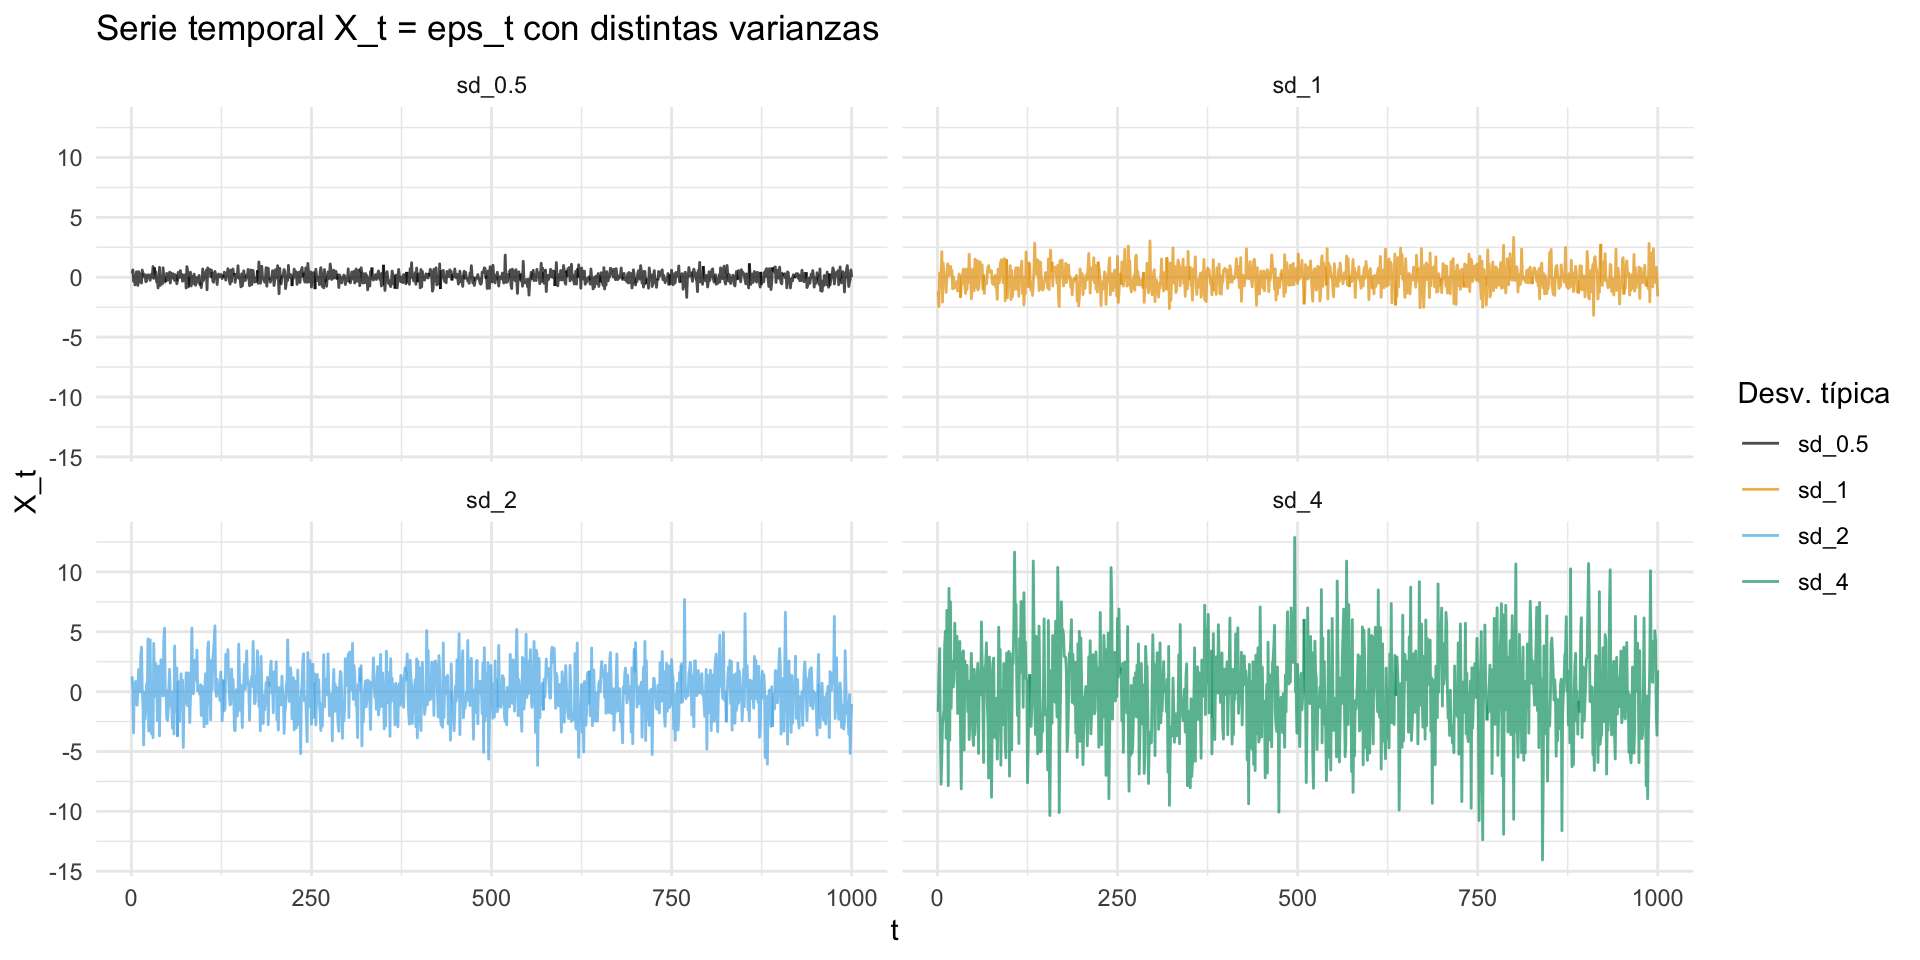 Serie temporal X_t = eps_t con distintas varianzas
sd_0.5
sd_1
10
5
0
-5
-10
-15
X_t
sd_2
sd_4
10
5
0
-5
-10
-15
0 250 500 750 1000
0 250 500 750 1000
t
Desv. típica
sd_0.5
sd_1
sd_2
sd_4